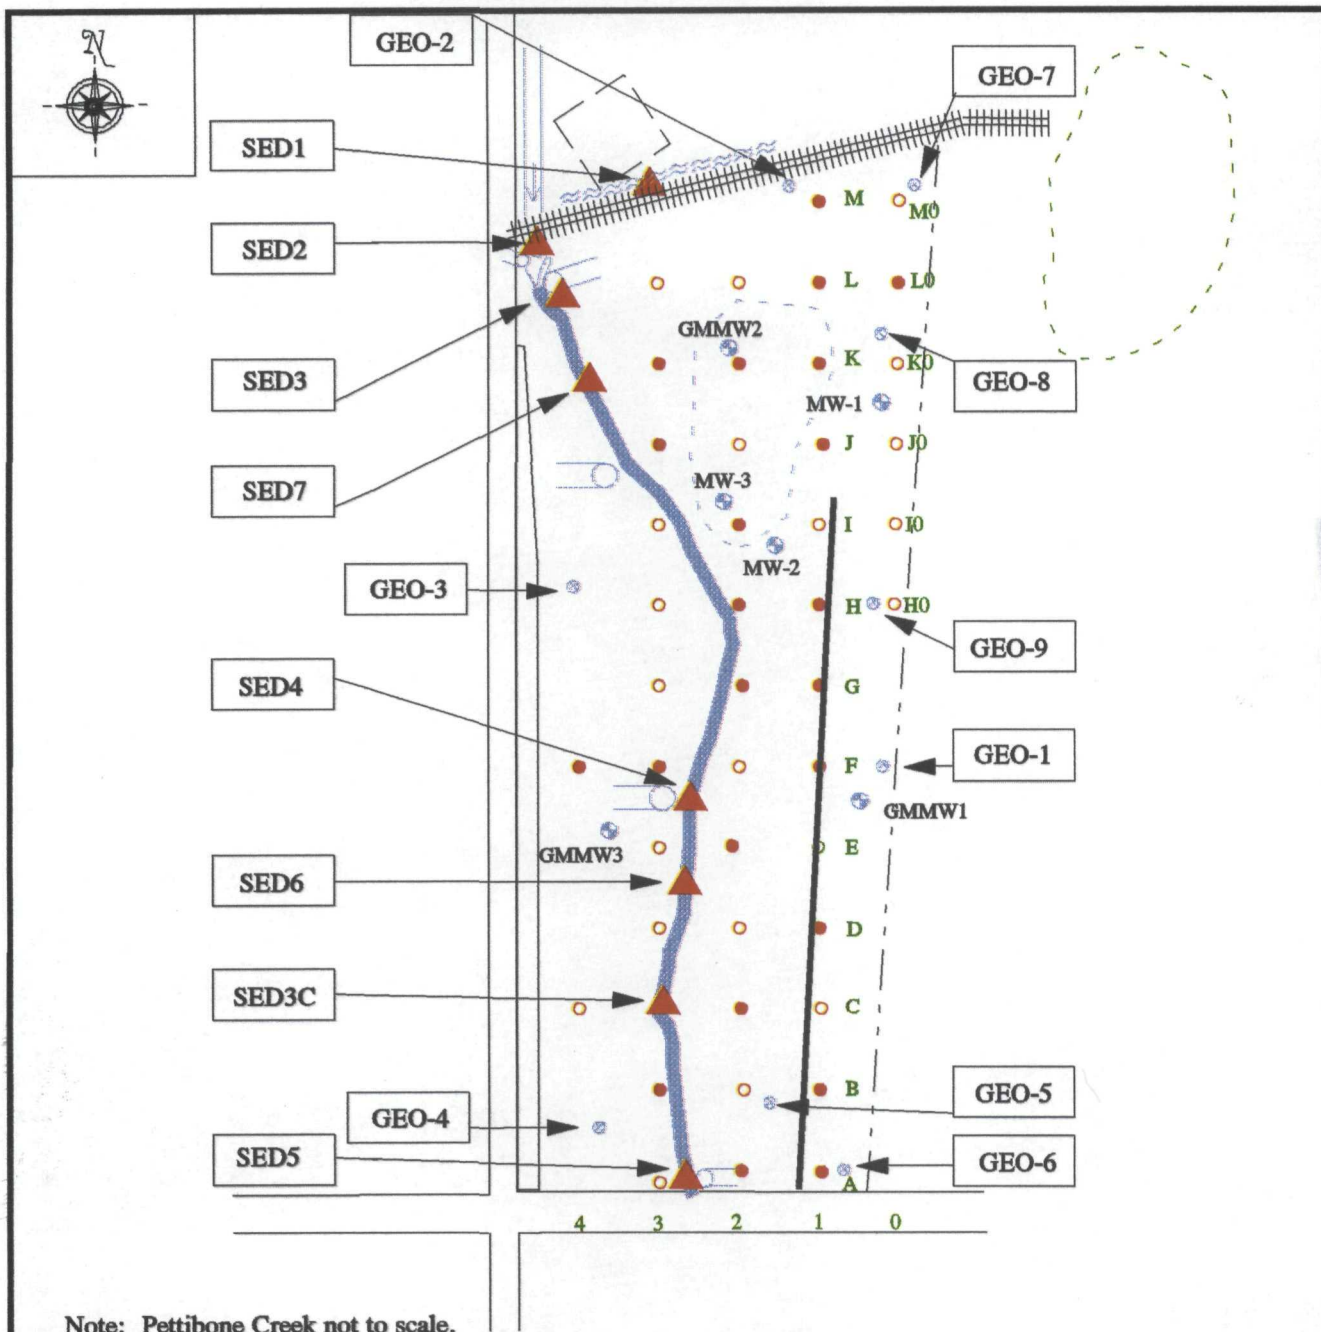 N
GEO-2
GEO-7
SED1
M
M0
SED2
L
L0
GMMW2
K
K0
SED3
GEO-8
MW-1
J
J0
SED7
MW-3
I
I0
MW-2
GEO-3
H
H0
GEO-9
SED4
G
GEO-1
F
GMMW1
GMMW3
E
SED6
D
SED3C
C
GEO-5
B
GEO-4
SED5
GEO-6
A
4 3 2 1 0
Note: Pettibone Creek not to scale.